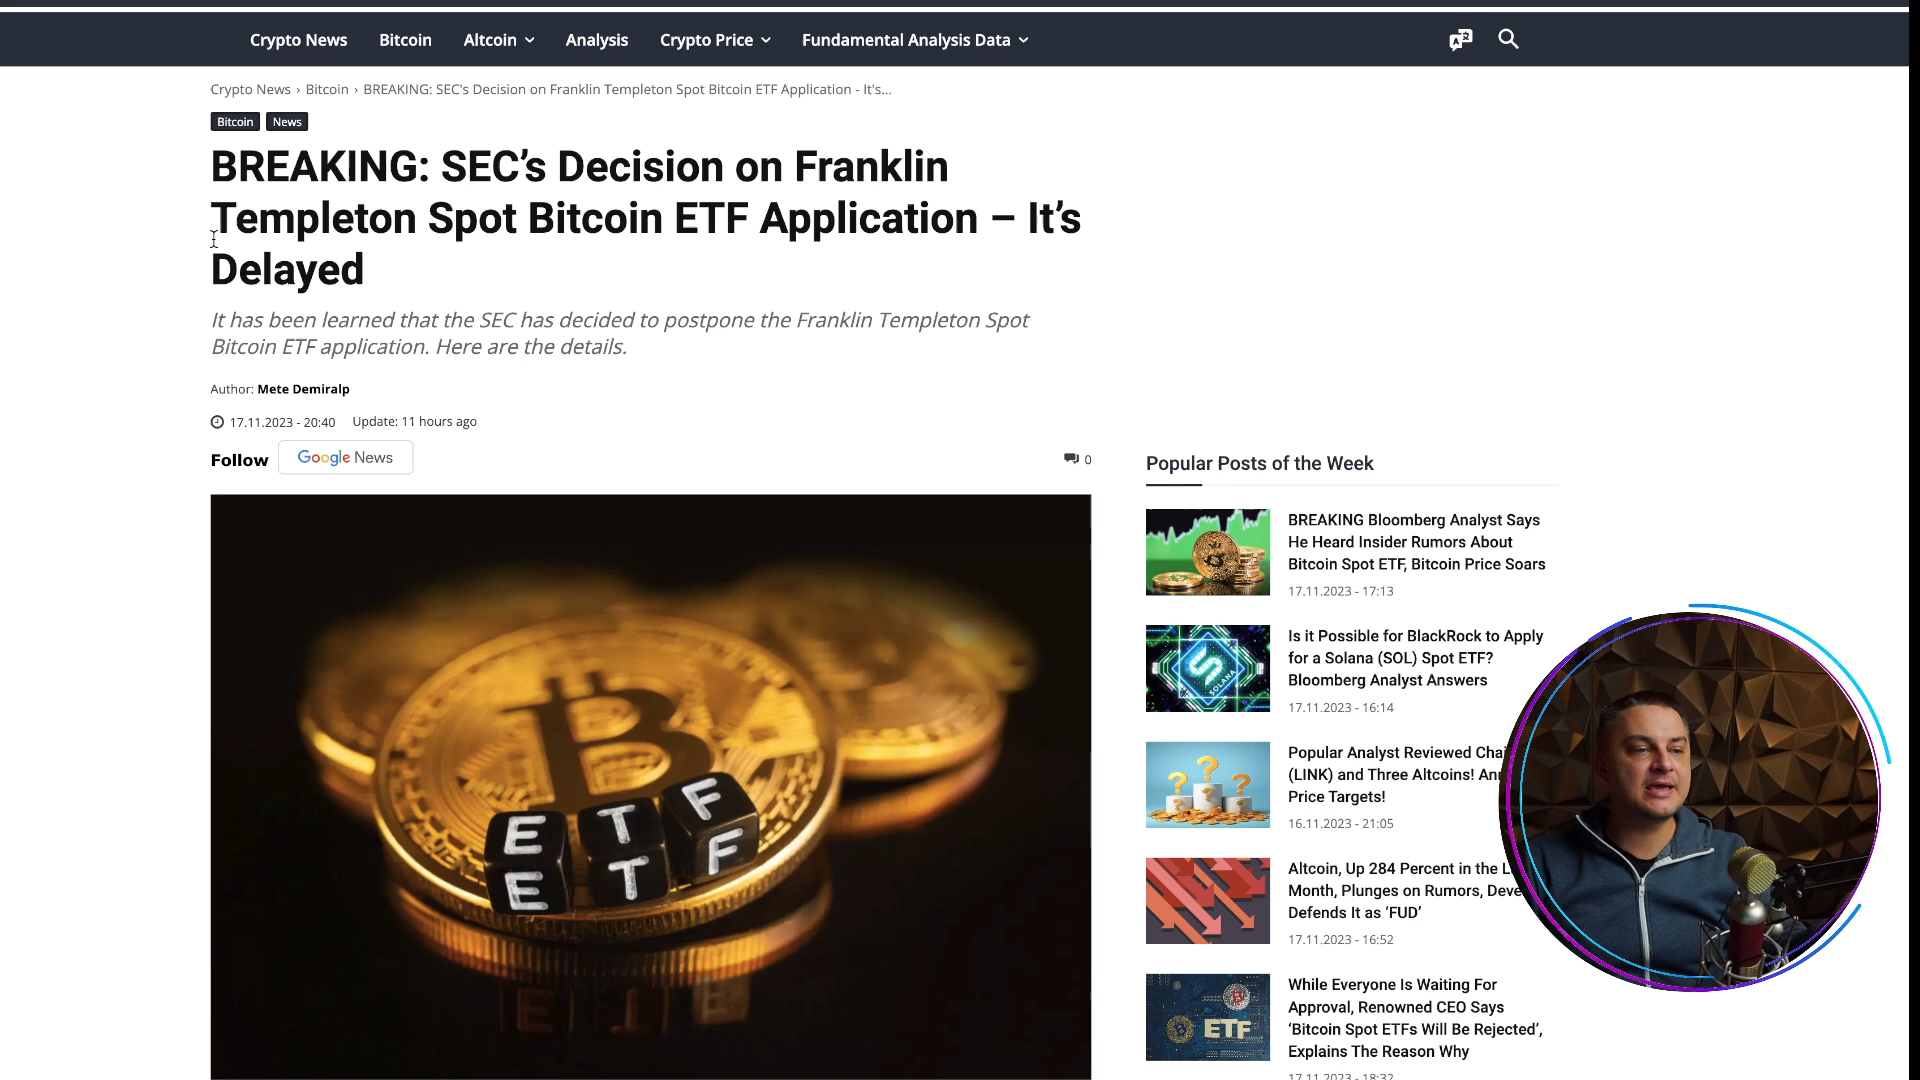 Crypto News Bitcoin Altcoin Analysis Crypto Price Fundamental Analysis Data
Crypto News › Bitcoin › BREAKING: SEC's Decision on Franklin Templeton Spot Bitcoin ETF Application - It's...
Bitcoin News
BREAKING: SEC’s Decision on Franklin
Templeton Spot Bitcoin ETF Application – It’s
Delayed
It has been learned that the SEC has decided to postpone the Franklin Templeton Spot
Bitcoin ETF application. Here are the details.
Author: Mete Demiralp
17.11.2023 - 20:40 Update: 11 hours ago
Follow Google News
0
E T F
E T F
Popular Posts of the Week
BREAKING Bloomberg Analyst Says
He Heard Insider Rumors About
Bitcoin Spot ETF, Bitcoin Price Soars
17.11.2023 - 17:13
SOLANA
Is it Possible for BlackRock to Apply
for a Solana (SOL) Spot ETF?
Bloomberg Analyst Answers
17.11.2023 - 16:14
Popular Analyst Reviewed
(LINK) and Three Altcoins!
Price Targets!
16.11.2023 - 21:05
Altcoin, Up 284 Percent in the
Month, Plunges on Rumors,
Defends It as ‘FUD’
17.11.2023 - 16:52
ETF
While Everyone Is Waiting For
Approval, Renowned CEO Says
‘Bitcoin Spot ETFs Will Be Rejected’,
Explains The Reason Why
17.11.2023 - 18:32